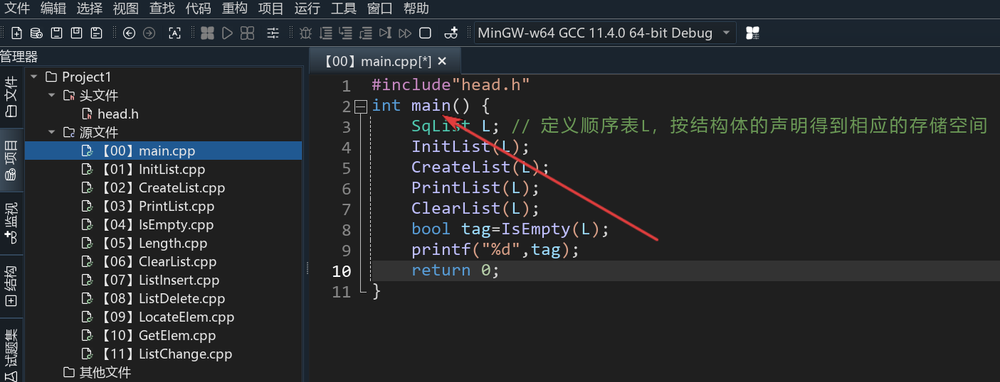 文件 编辑 选择 视图 查找 代码 重构 项目 运行 工具 窗口 帮助
MinGW-w64 GCC 11.4.0 64-bit Debug
管理器
文件
项目
监视
结构
试题集
Project1
头文件
head.h
源文件
【00】main.cpp
【01】InitList.cpp
【02】CreateList.cpp
【03】PrintList.cpp
【04】IsEmpty.cpp
【05】Length.cpp
【06】ClearList.cpp
【07】ListInsert.cpp
【08】ListDelete.cpp
【09】LocateElem.cpp
【10】GetElem.cpp
【11】ListChange.cpp
其他文件
【00】main.cpp[*]
1 #include"head.h"
2 int main() {
3 SqList L; // 定义顺序表L，按结构体的声明得到相应的存储空间
4 InitList(L);
5 CreateList(L);
6 PrintList(L);
7 ClearList(L);
8 bool tag=IsEmpty(L);
9 printf("%d",tag);
10 return 0;
11 }